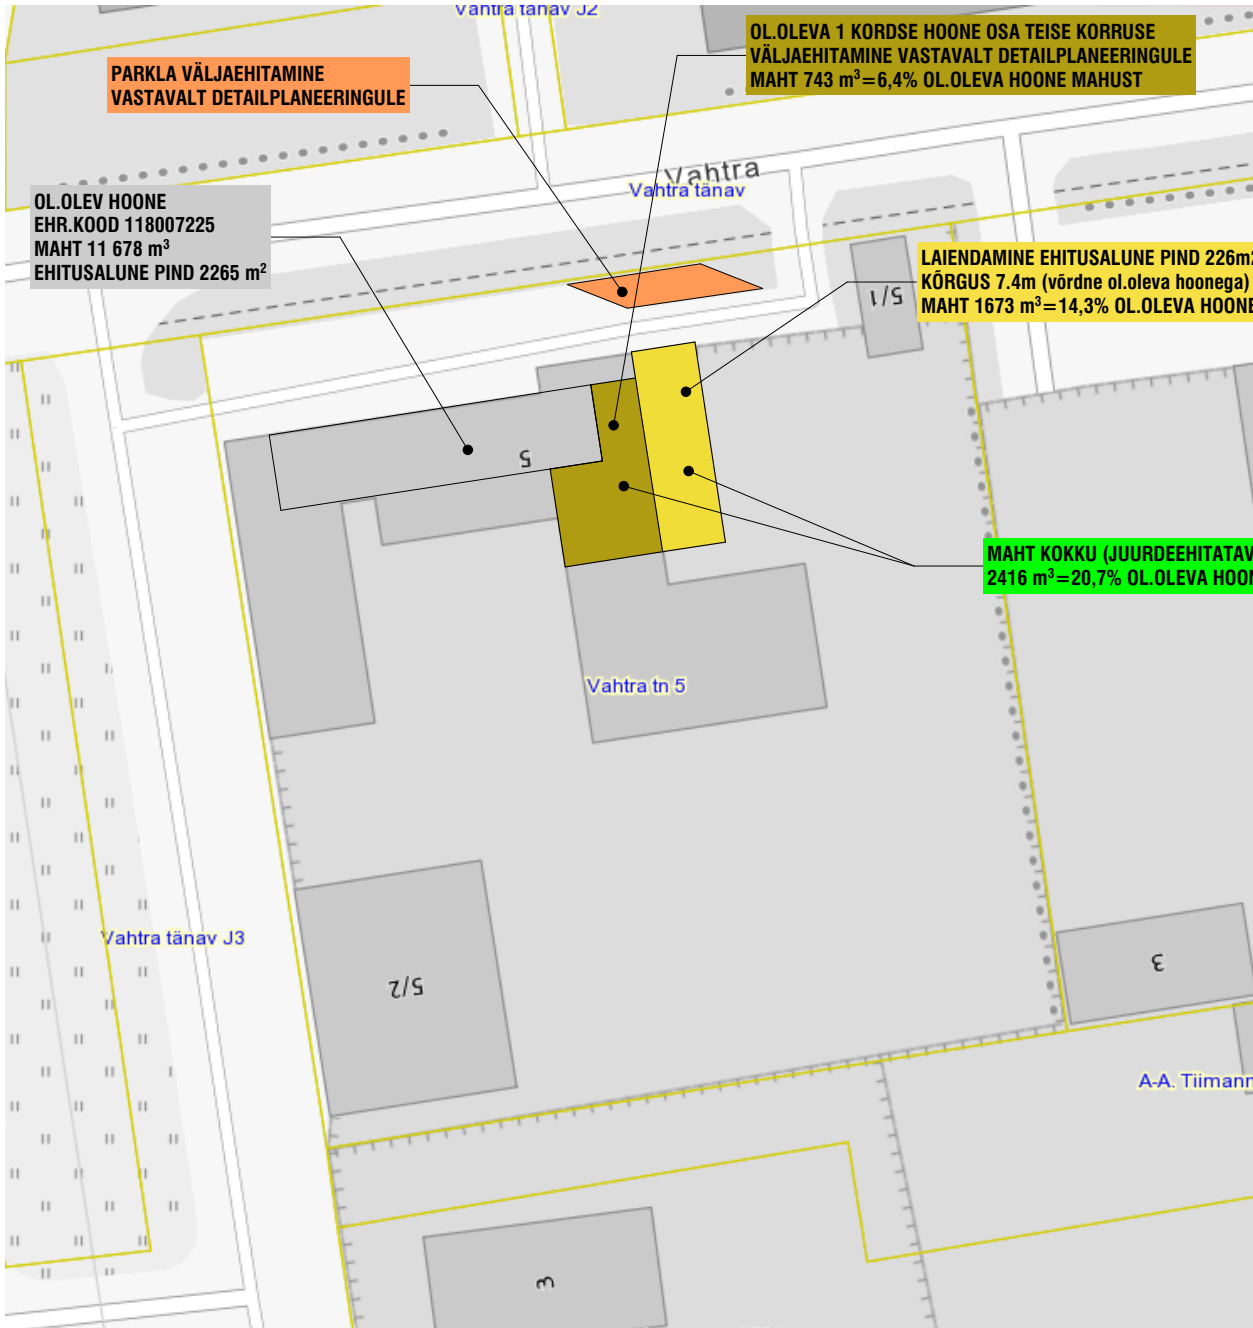 Vahtra tänav J2
OL.OLEVA 1 KORDSE HOONE OSA TEISE KORRUSE
VÄLJAEHITAMINE VASTAVALT DETAILPLANEERINGULE
MAHT 743 m³=6,4% OL.OLEVA HOONE MAHUST
PARKLA VÄLJAEHITAMINE
VASTAVALT DETAILPLANEERINGULE
Vahtra
Vahtra tänav
OL.OLEV HOONE
EHR.KOOD 118007225
MAHT 11 678 m³
EHITUSALUNE PIND 2265 m²
LAIENDAMINE EHITUSALUNE PIND 226m2
KÕRGUS 7.4m (võrdne ol.oleva hoonega)
MAHT 1673 m³=14,3% OL.OLEVA HOONE
5/1
5
MAHT KOKKU (JUURDEEHITATAV
2416 m³=20,7% OL.OLEVA HOON
Vahtra tn 5
Vahtra tänav J3
5/2
3
A-A. Tiimann
3